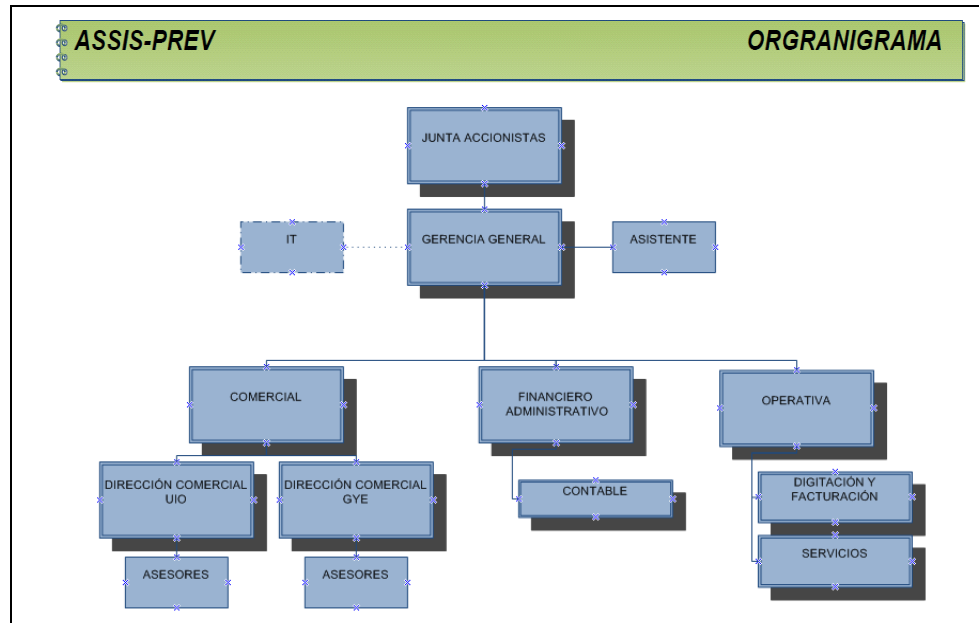 ASSIS-PREV ORGRANIGRAMA
JUNTA ACCIONISTAS
IT
GERENCIA GENERAL
ASISTENTE
COMERCIAL
FINANCIERO
ADMINISTRATIVO
OPERATIVA
DIRECCIÓN COMERCIAL
UIO
DIRECCIÓN COMERCIAL
GYE
CONTABLE
DIGITACIÓN Y
FACTURACIÓN
SERVICIOS
ASESORES
ASESORES